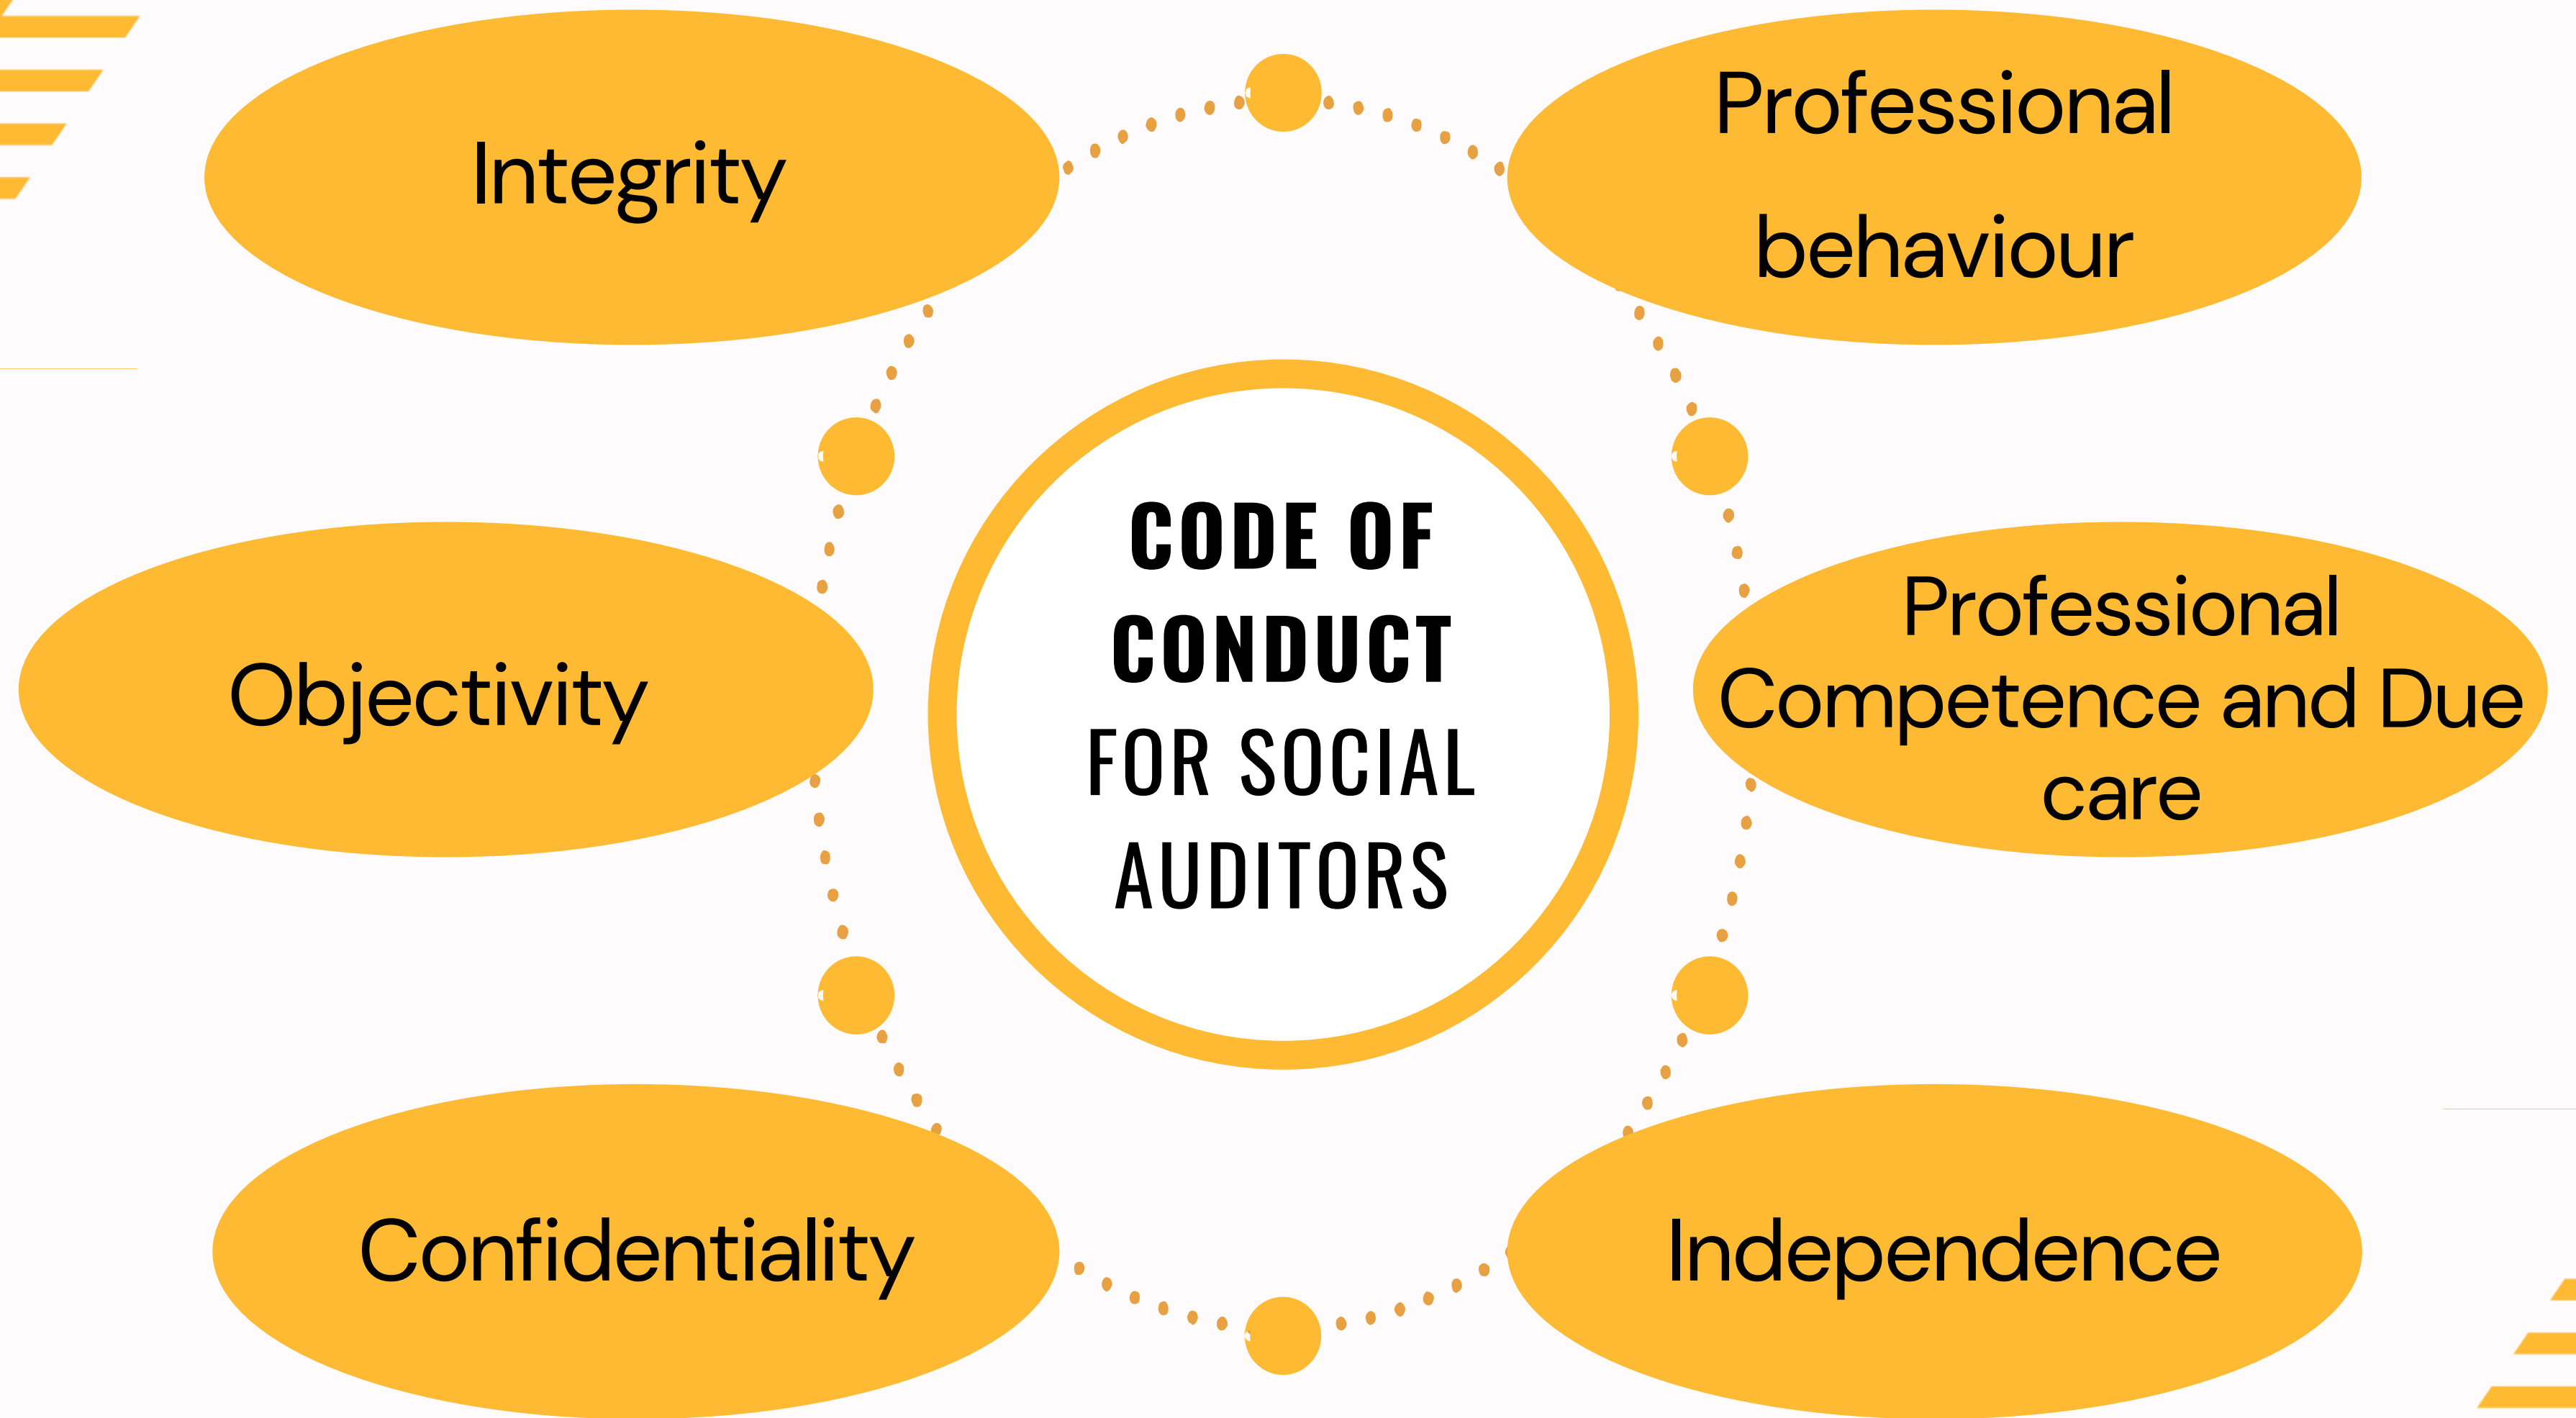 Integrity
Professional
behaviour
CODE OF
CONDUCT
FOR SOCIAL
AUDITORS
Objectivity
Professional
Competence and Due
care
Confidentiality
Independence